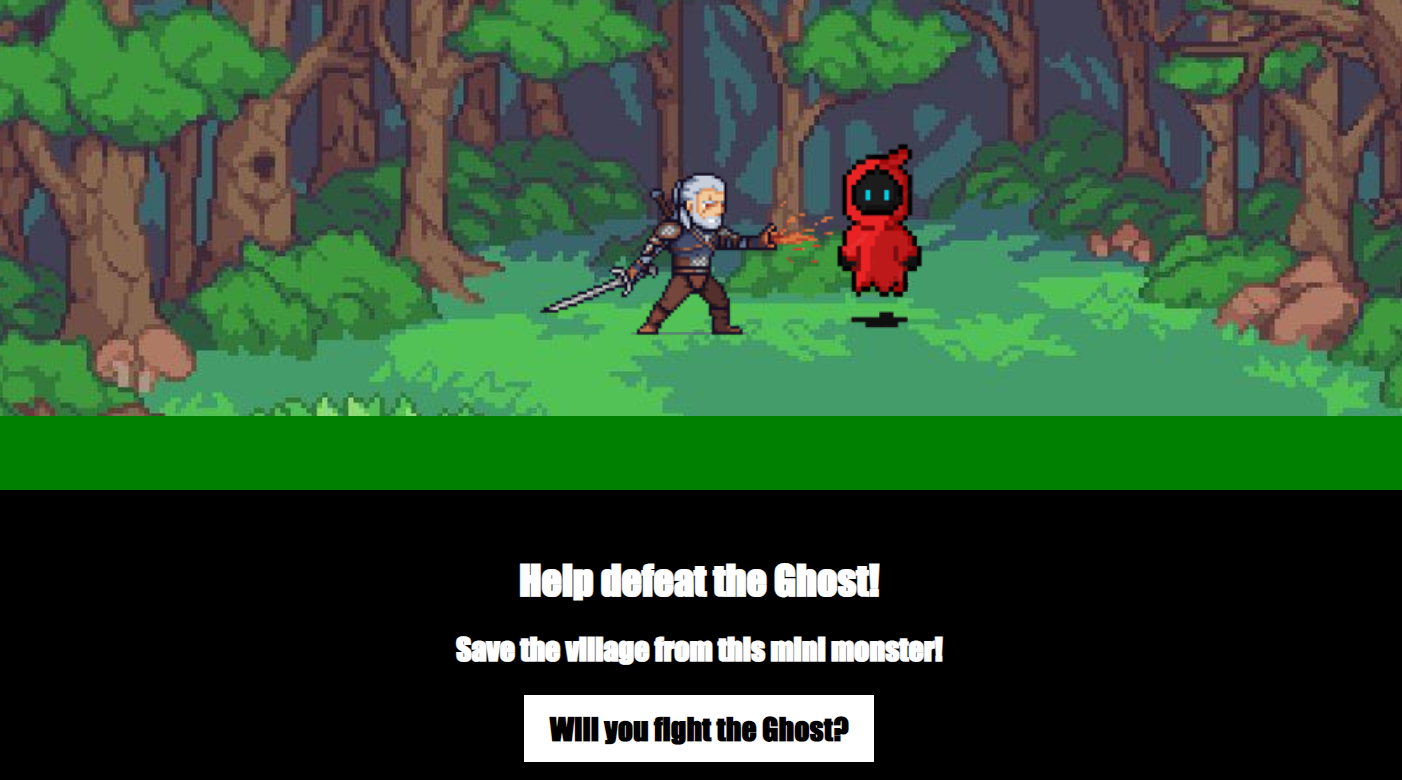 Help defeat the Ghost!
Save the village from this mini monster!
Will you fight the Ghost?